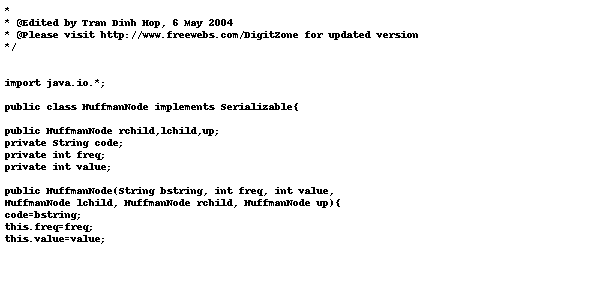 *
* @Edited by Tran Dinh Hop, 6 May 2004
* @Please visit http://www.freewebs.com/DigitZone for updated version
*/
import java.io.*;
public class HuffmanNode implements Serializable{
public HuffmanNode rchild,lchild,up;
private String code;
private int freq;
private int value;
public HuffmanNode(String bstring, int freq, int value,
HuffmanNode lchild, HuffmanNode rchild, HuffmanNode up){
code=bstring;
this.freq=freq;
this.value=value;